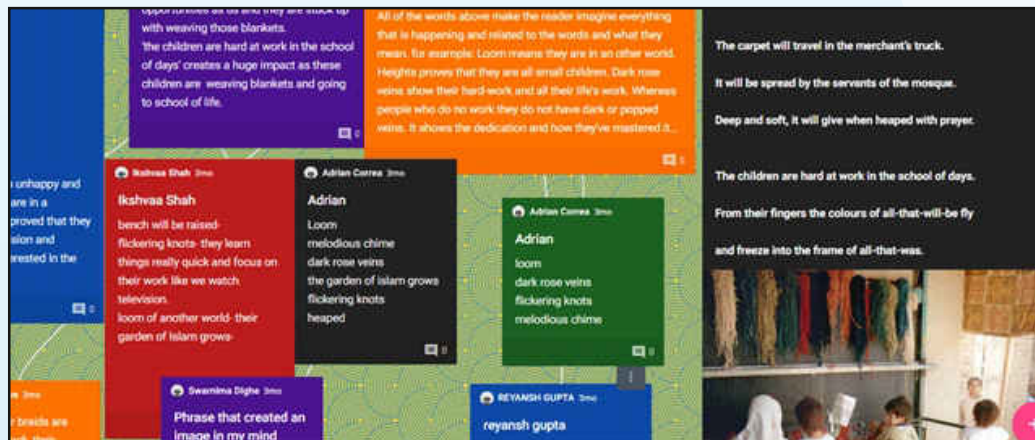 opportunities as us and they are stuck up
with weaving those blankets.
'the children are hard at work in the school
of days' creates a huge impact as these
children are weaving blankets and going
to school of life.
0
All of the words above make the reader imagine everything
that is happening and related to the words and what they
mean. for example: Loom means they are in an other world.
Heights proves that they are all small children. Dark rose
veins show their hard-work and all their life's work. Whereas
people who do no work they do not have dark or popped
veins. It shows the dedication and how they've mastered it...
0
unhappy and
are in a
proved that they
sion and
erested in the
0
Ikshvaa Shah 3mo
Ikshvaa Shah
bench will be raised-
flickering knots- they learn
things really quick and focus on
their work like we watch
television.
loom of another world- their
garden of Islam grows-
Adrian Correa 3mo
Adrian
Loom
melodious chime
dark rose veins
the garden of islam grows
flickering knots
heaped
0
Adrian Correa 3mo
Adrian
loom
dark rose veins
flickering knots
melodious chime
0
3mo
r braids are
Swarnima Dighe 3mo
Phrase that created an
image in my mind
REYANSH GUPTA 3mo
reyansh gupta
The carpet will travel in the merchant's truck.
It will be spread by the servants of the mosque.
Deep and soft, it will give when heaped with prayer.
The children are hard at work in the school of days.
From their fingers the colours of all-that-will-be fly
and freeze into the frame of all-that-was.